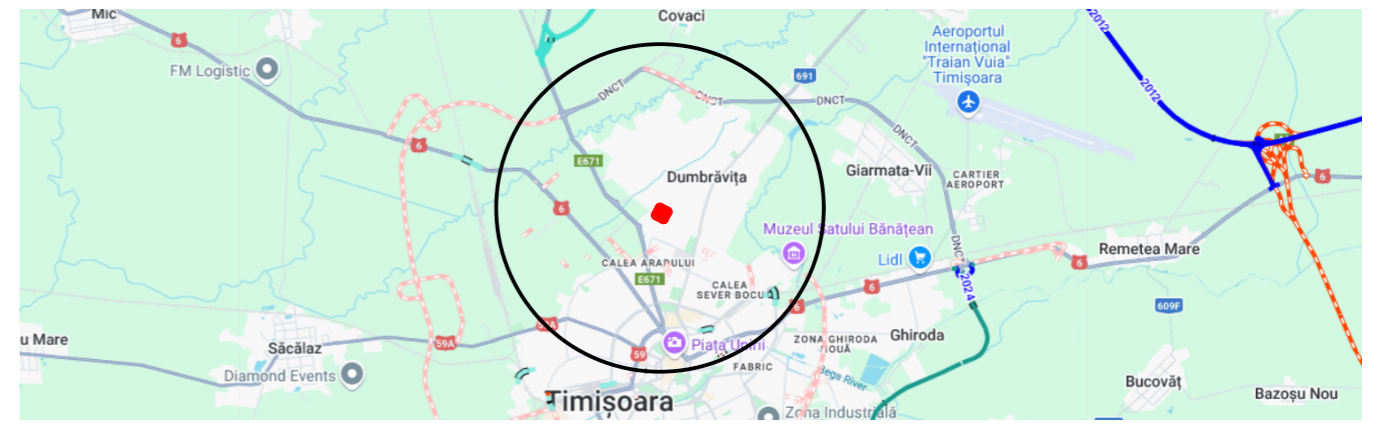 Mic
Covaci
6
Aeroportul
Internațional
"Traian Vuia"
Timișoara
2012
FM Logistic
691
DNCT
DNCT
DNCT
2012
DNCT
6
E671
Dumbrăvița
Giarmata-Vii
CARTIER
AEROPORT
6
6
Muzeul Satului Bănățean
DNCT
CALEA ARADULUI
Lidl
Remetea Mare
6
E671
CALEA
SEVER BOCU
6
2024
6
609F
59A
u Mare
Săcălaz
59A
59
Piața Unirii
ZONA GHIRODA
NOUĂ
Ghiroda
Diamond Events
FABRIC
Bega River
Bucovăț
Bazoșu Nou
Timișoara
Zona Industrială